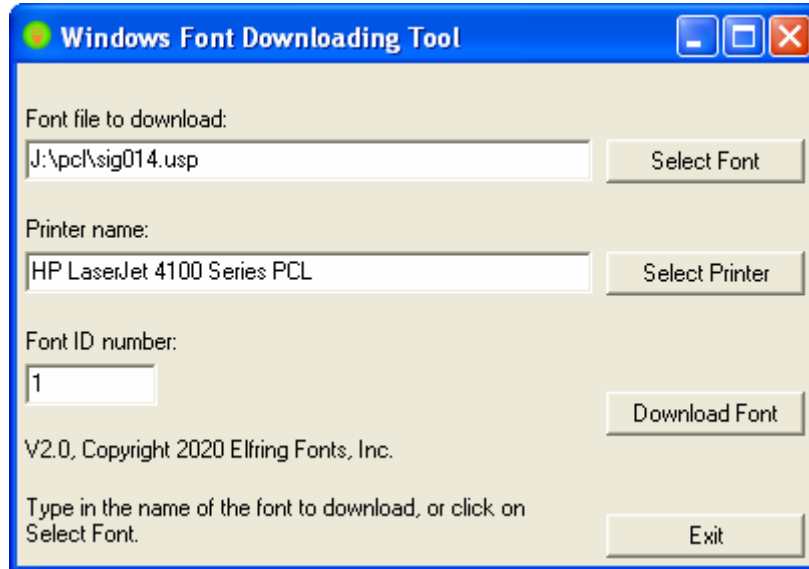 Windows Font Downloading Tool
Font file to download:
J:\pcl\sig014.usp
Select Font
Printer name:
HP LaserJet 4100 Series PCL
Select Printer
Font ID number:
1
Download Font
V2.0, Copyright 2020 Elfring Fonts, Inc.
Type in the name of the font to download, or click on
Select Font.
Exit